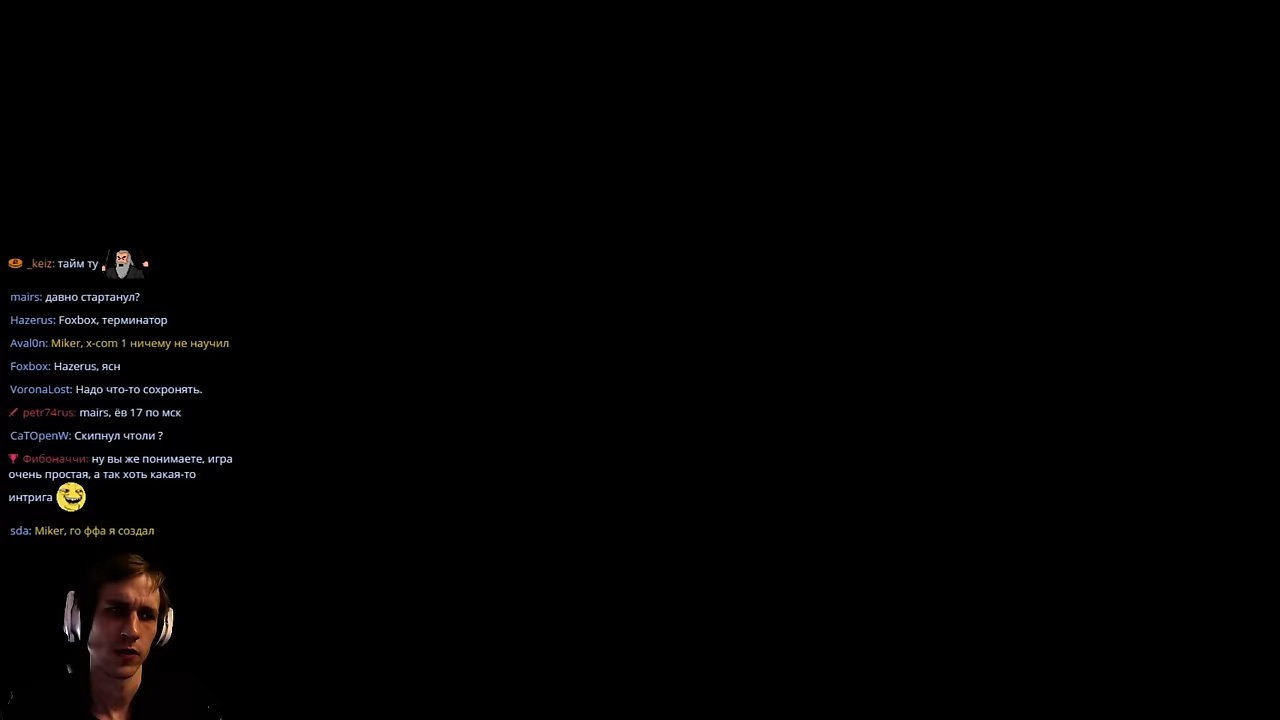 _keiz: тайм ту
mairs: давно стартанул?
Hazerus: Foxbox, терминатор
Aval0n: Miker, x-com 1 ничему не научил
Foxbox: Hazerus, ясн
VoronaLost: Надо что-то сохронять.
petr74rus: mairs, ёв 17 по мск
CaTOpenW: Скипнул чтоли ?
Фибоначчи: ну вы же понимаете, игра
очень простая, а так хоть какая-то
интрига
sda: Miker, го ффа я создал